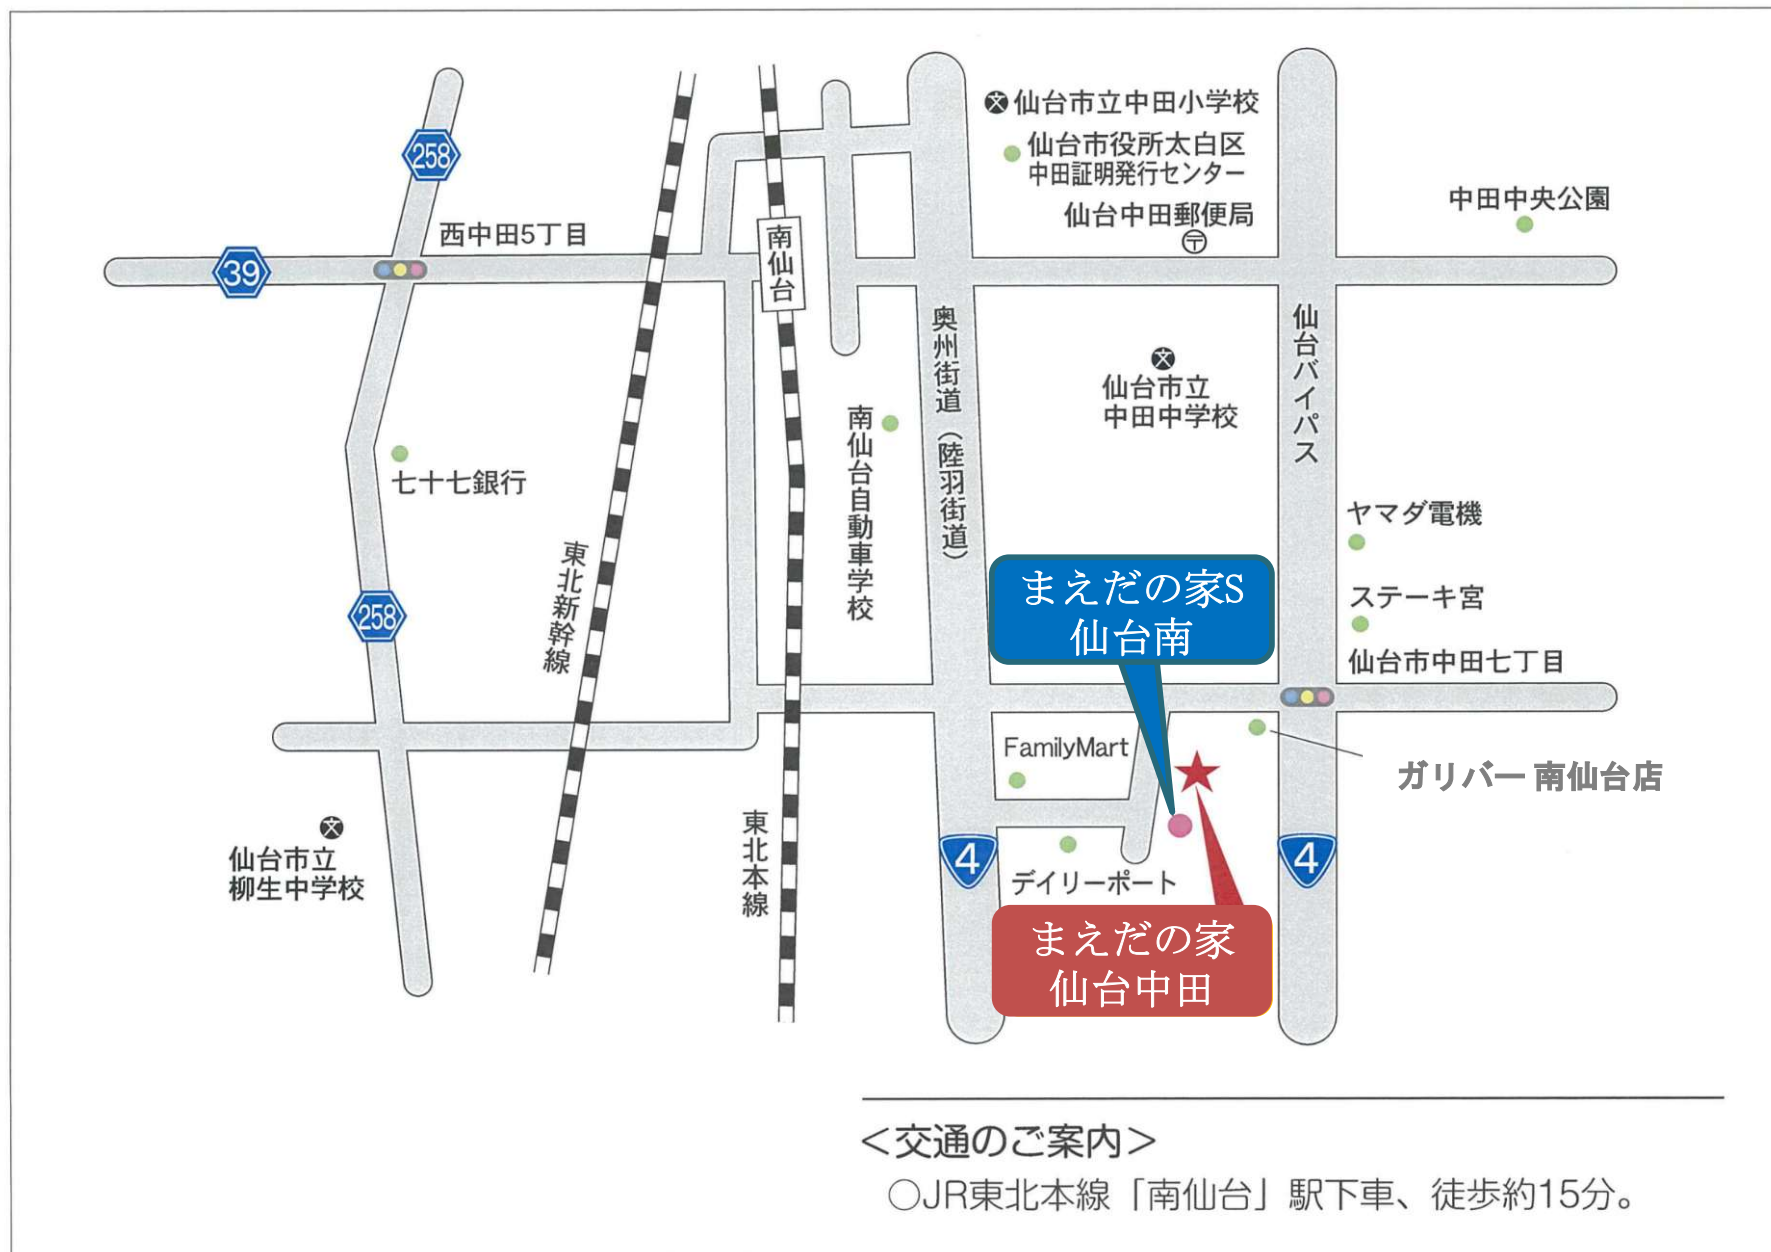 仙台市立中田小学校
仙台市役所太白区
中田証明発行センター
仙台中田郵便局
〒
中田中央公園
258
西中田5丁目
39
南仙台
奥州街道（陸羽街道）
仙台バイパス
文
仙台市立
中田中学校
南仙台自動車学校
七十七銀行
ヤマダ電機
東北新幹線
まえだの家S
仙台南
ステーキ宮
258
仙台市中田七丁目
FamilyMart
ガリバー 南仙台店
文
仙台市立
柳生中学校
東北本線
4
4
デイリーポート
まえだの家
仙台中田
＜交通のご案内＞
○JR東北本線「南仙台」駅下車、徒歩約15分。